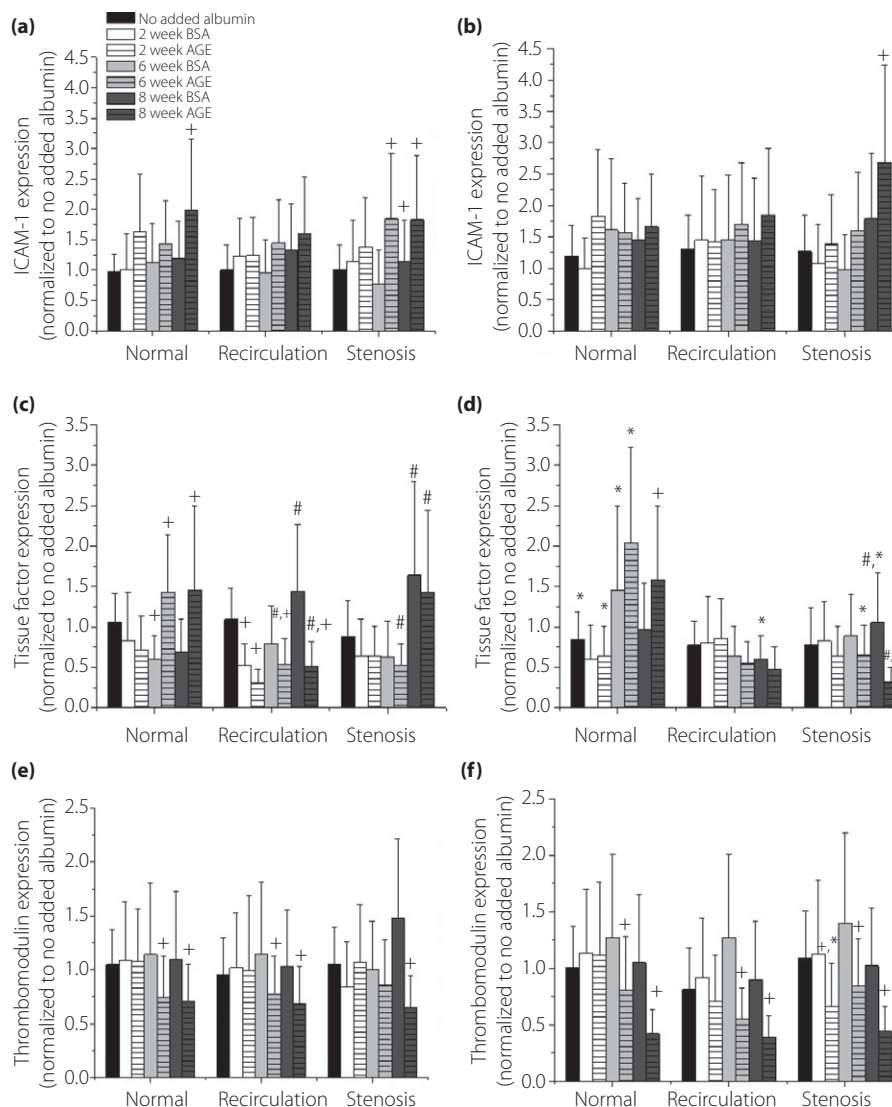 (a)
No added albumin
2 week BSA
2 week AGE
6 week BSA
6 week AGE
8 week BSA
8 week AGE
ICAM-1 expression
(normalized to no added albumin)
4.5
4.0
3.5
3.0
2.5
2.0
1.5
1.0
0.5
0.0
+
+
+
+
Normal
Recirculation
Stenosis
(b)
ICAM-1 expression
(normalized to no added albumin)
4.5
4.0
3.5
3.0
2.5
2.0
1.5
1.0
0.5
0.0
+
Normal
Recirculation
Stenosis
(c)
Tissue factor expression
(normalized to no added albumin)
3.5
3.0
2.5
2.0
1.5
1.0
0.5
0.0
+
+
+
+
+
#,+
#
#,+
#
#
#
Normal
Recirculation
Stenosis
(d)
Tissue factor expression
(normalized to no added albumin)
3.5
3.0
2.5
2.0
1.5
1.0
0.5
0.0
*
*
*
*
+
*
*
#,*
#,
Normal
Recirculation
Stenosis
(e)
Thrombomodulin expression
(normalized to no added albumin)
2.5
2.0
1.5
1.0
0.5
0.0
+
+
+
+
+
Normal
Recirculation
Stenosis
(f)
Thrombomodulin expression
(normalized to no added albumin)
2.5
2.0
1.5
1.0
0.5
0.0
+
+
+
+
+,*
+
+
Normal
Recirculation
Stenosis